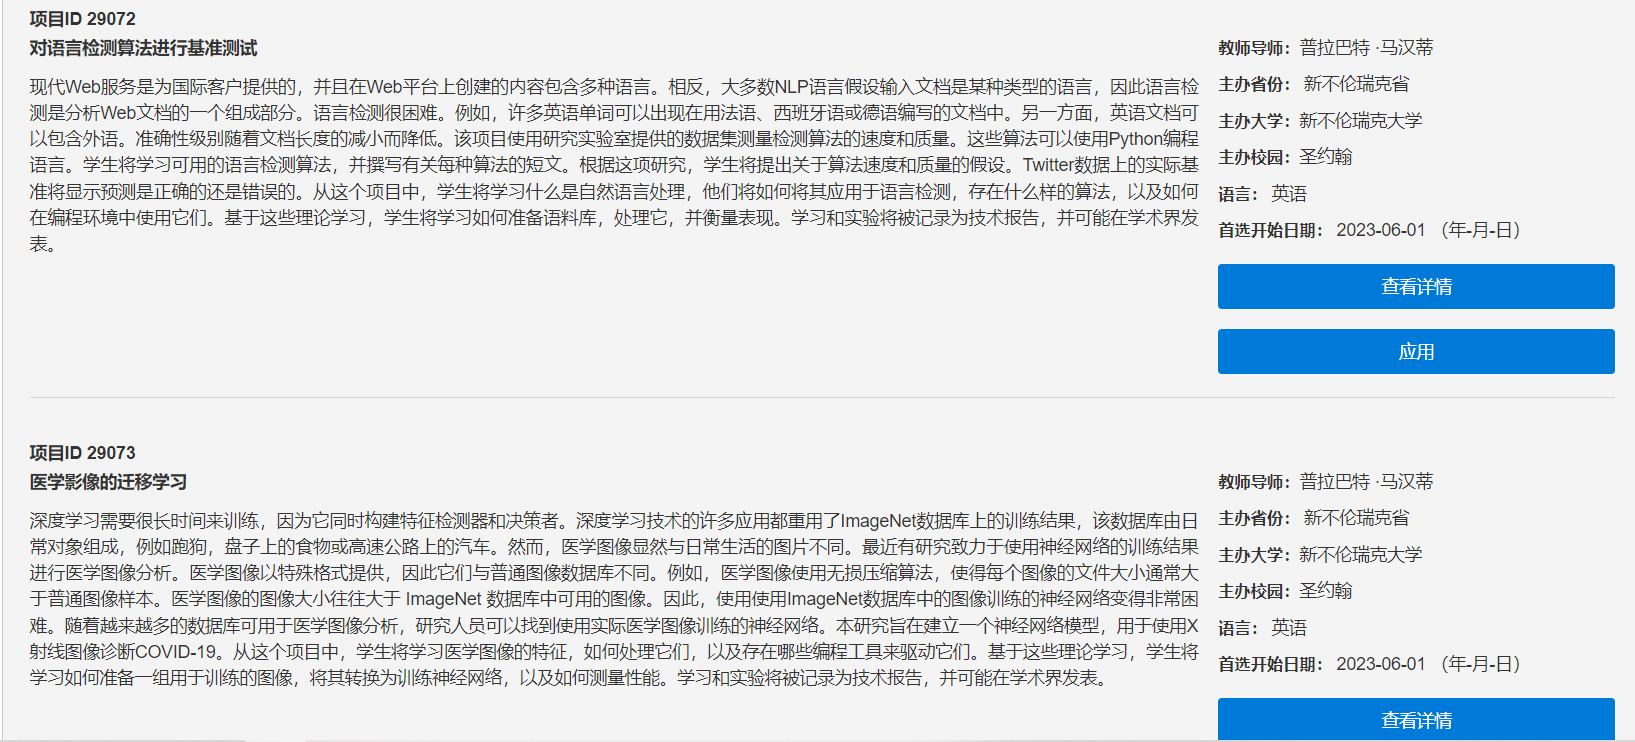 项目ID 29072
对语言检测算法进行基准测试
现代Web服务是为国际客户提供的，并且在Web平台上创建的内容包含多种语言。相反，大多数NLP语言假设输入文档是某种类型的语言，因此语言检
测是分析Web文档的一个组成部分。语言检测很困难。例如，许多英语单词可以出现在用法语、西班牙语或德语编写的文档中。另一方面，英语文档可
以包含外语。准确性级别随着文档长度的减小而降低。该项目使用研究实验室提供的数据集测量检测算法的速度和质量。这些算法可以使用Python编程
语言。学生将学习可用的语言检测算法，并撰写有关每种算法的短文。根据这项研究，学生将提出关于算法速度和质量的假设。Twitter数据上的实际基
准将显示预测是正确的还是错误的。从这个项目中，学生将学习什么是自然语言处理，他们将如何将其应用于语言检测，存在什么样的算法，以及如何
在编程环境中使用它们。基于这些理论学习，学生将学习如何准备语料库，处理它，并衡量表现。学习和实验将被记录为技术报告，并可能在学术界发
表。
教师导师：普拉巴特 ·马汉蒂
主办省份： 新不伦瑞克省
主办大学：新不伦瑞克大学
主办校园：圣约翰
语言： 英语
首选开始日期： 2023-06-01 （年-月-日）
查看详情
应用
项目ID 29073
医学影像的迁移学习
深度学习需要很长时间来训练，因为它同时构建特征检测器和决策者。深度学习技术的许多应用都重用了ImageNet数据库上的训练结果，该数据库由日
常对象组成，例如跑狗，盘子上的食物或高速公路上的汽车。然而，医学图像显然与日常生活的图片不同。最近有研究致力于使用神经网络的训练结果
进行医学图像分析。医学图像以特殊格式提供，因此它们与普通图像数据库不同。例如，医学图像使用无损压缩算法，使得每个图像的文件大小通常大
于普通图像样本。医学图像的图像大小往往大于 ImageNet 数据库中可用的图像。因此，使用使用ImageNet数据库中的图像训练的神经网络变得非常困
难。随着越来越多的数据库可用于医学图像分析，研究人员可以找到使用实际医学图像训练的神经网络。本研究旨在建立一个神经网络模型，用于使用X
射线图像诊断COVID-19。从这个项目中，学生将学习医学图像的特征，如何处理它们，以及存在哪些编程工具来驱动它们。基于这些理论学习，学生将
学习如何准备一组用于训练的图像，将其转换为训练神经网络，以及如何测量性能。学习和实验将被记录为技术报告，并可能在学术界发表。
教师导师：普拉巴特 ·马汉蒂
主办省份： 新不伦瑞克省
主办大学：新不伦瑞克大学
主办校园：圣约翰
语言： 英语
首选开始日期： 2023-06-01 （年-月-日）
查看详情